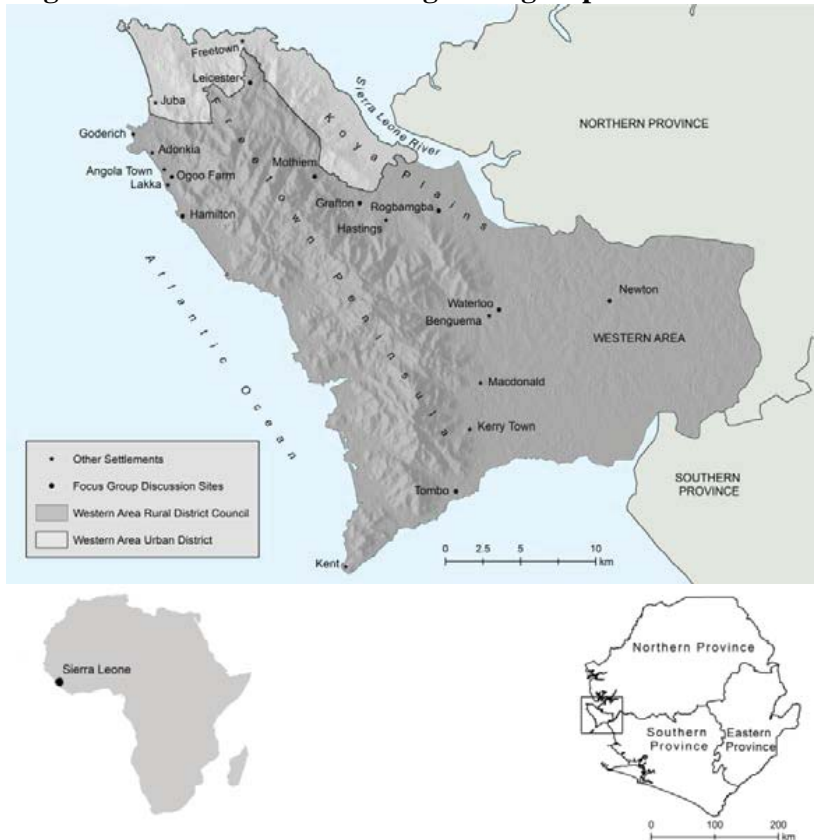 Freetown
Leicester
Juba
Sierra Leone River
Koya Plains
NORTHERN PROVINCE
Goderich
Adonkia
Angola Town
Ogoo Farm
Lakka
Mothiem
Freetown Peninsula
Hamilton
Grafton
Rogbamgba
Hastings
Atlantic Ocean
Waterloo
Benguema
Newton
WESTERN AREA
Macdonald
Kerry Town
Tombo
Kent
SOUTHERN
PROVINCE
Other Settlements
Focus Group Discussion Sites
Western Area Rural District Council
Western Area Urban District
0 2.5 5 10
km
Sierra Leone
Northern Province
Southern
Province
Eastern
Province
0 100 200
km